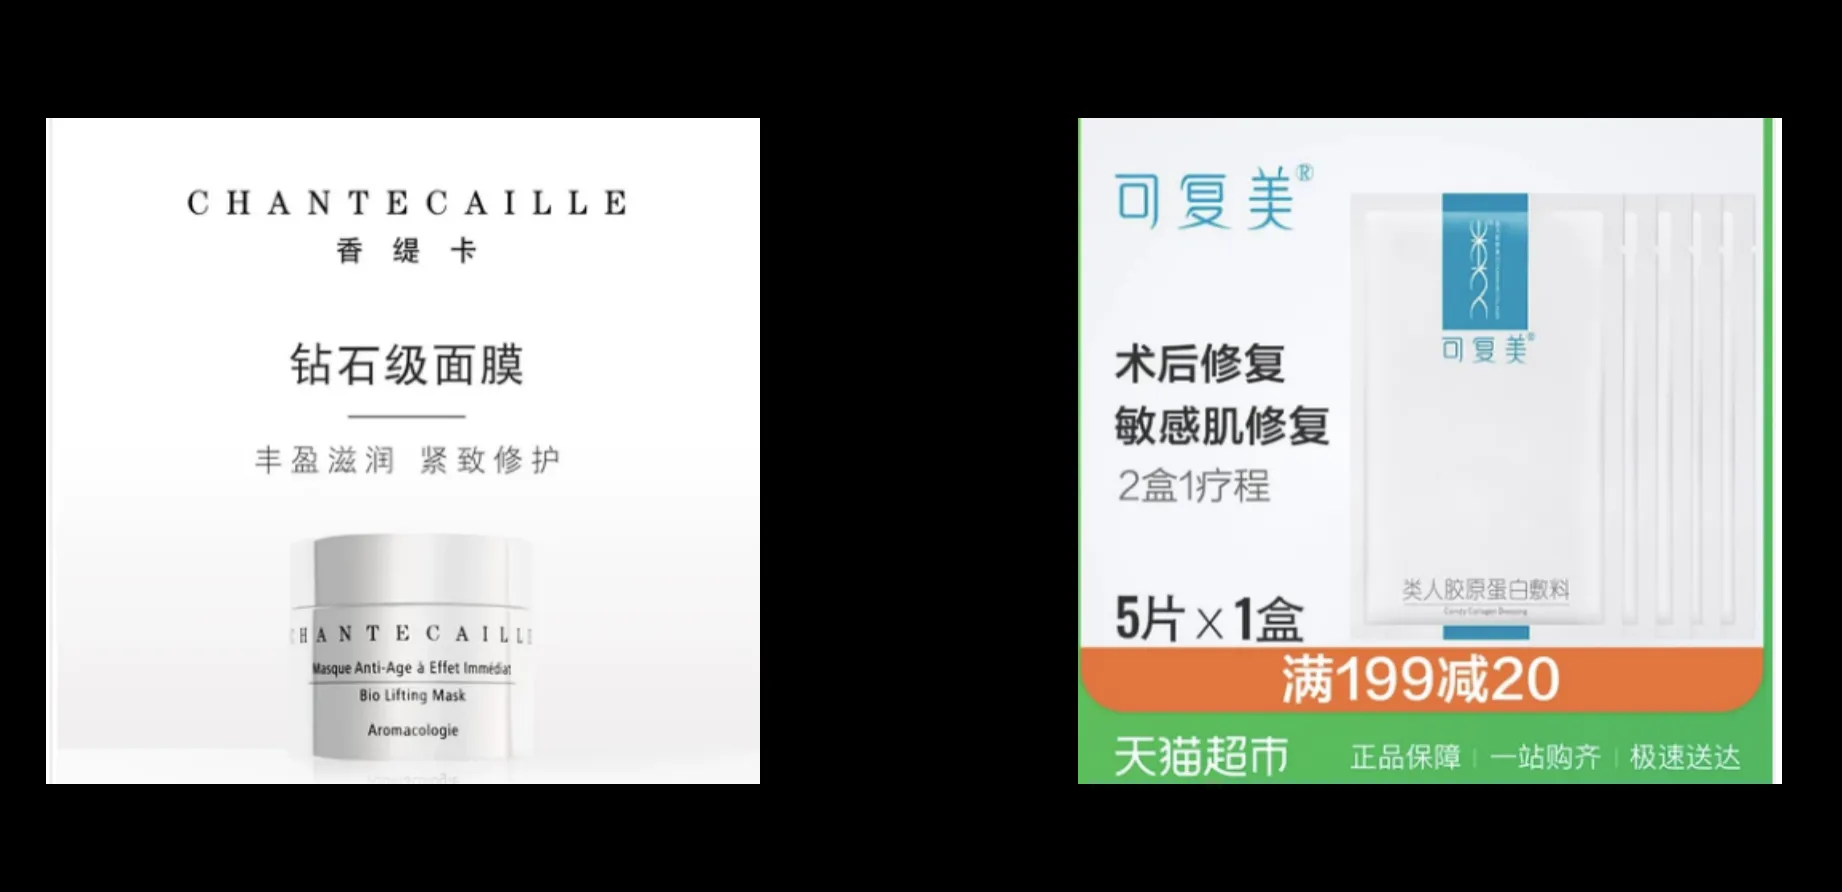 CHANTECAILLE
香缇卡
钻石级面膜
丰盈滋润 紧致修护
CHANTECAILLE
Masque Anti-Age à Effet Immédiat
Bio Lifting Mask
Aromacologie
可复美®
术后修复
敏感肌修复
2盒1疗程
5片X1盒
可复美®
类人胶原蛋白敷料
满199减20
天猫超市
正品保障 | 一站购齐 | 极速送达